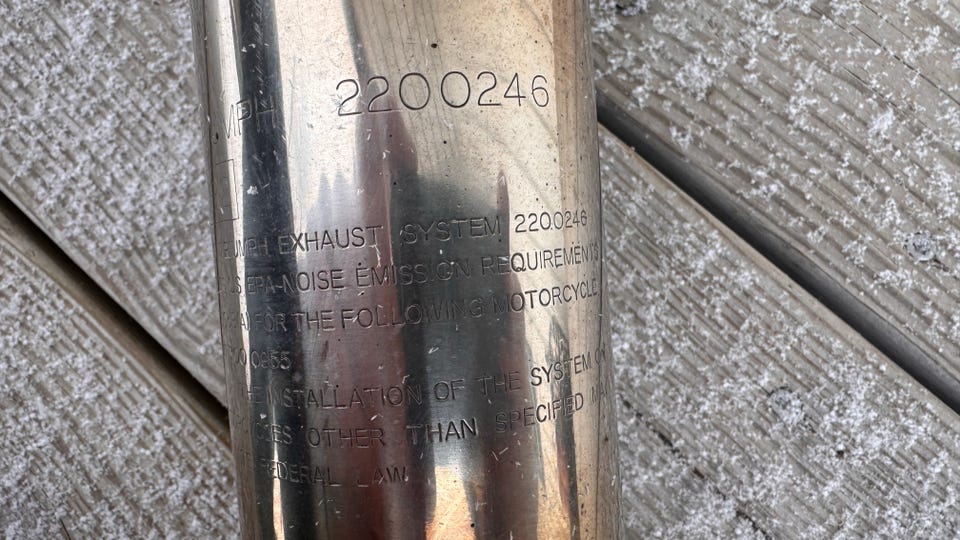 MPH 2200246
EXHAUST SYSTEM 2200246
EPA-NOISE EMISSION REQUIREMENTS
FOR THE FOLLOWING MOTORCYCLE
INSTALLATION OF THE SYSTEM
OTHER THAN SPECIFIED
FEDERAL LAW